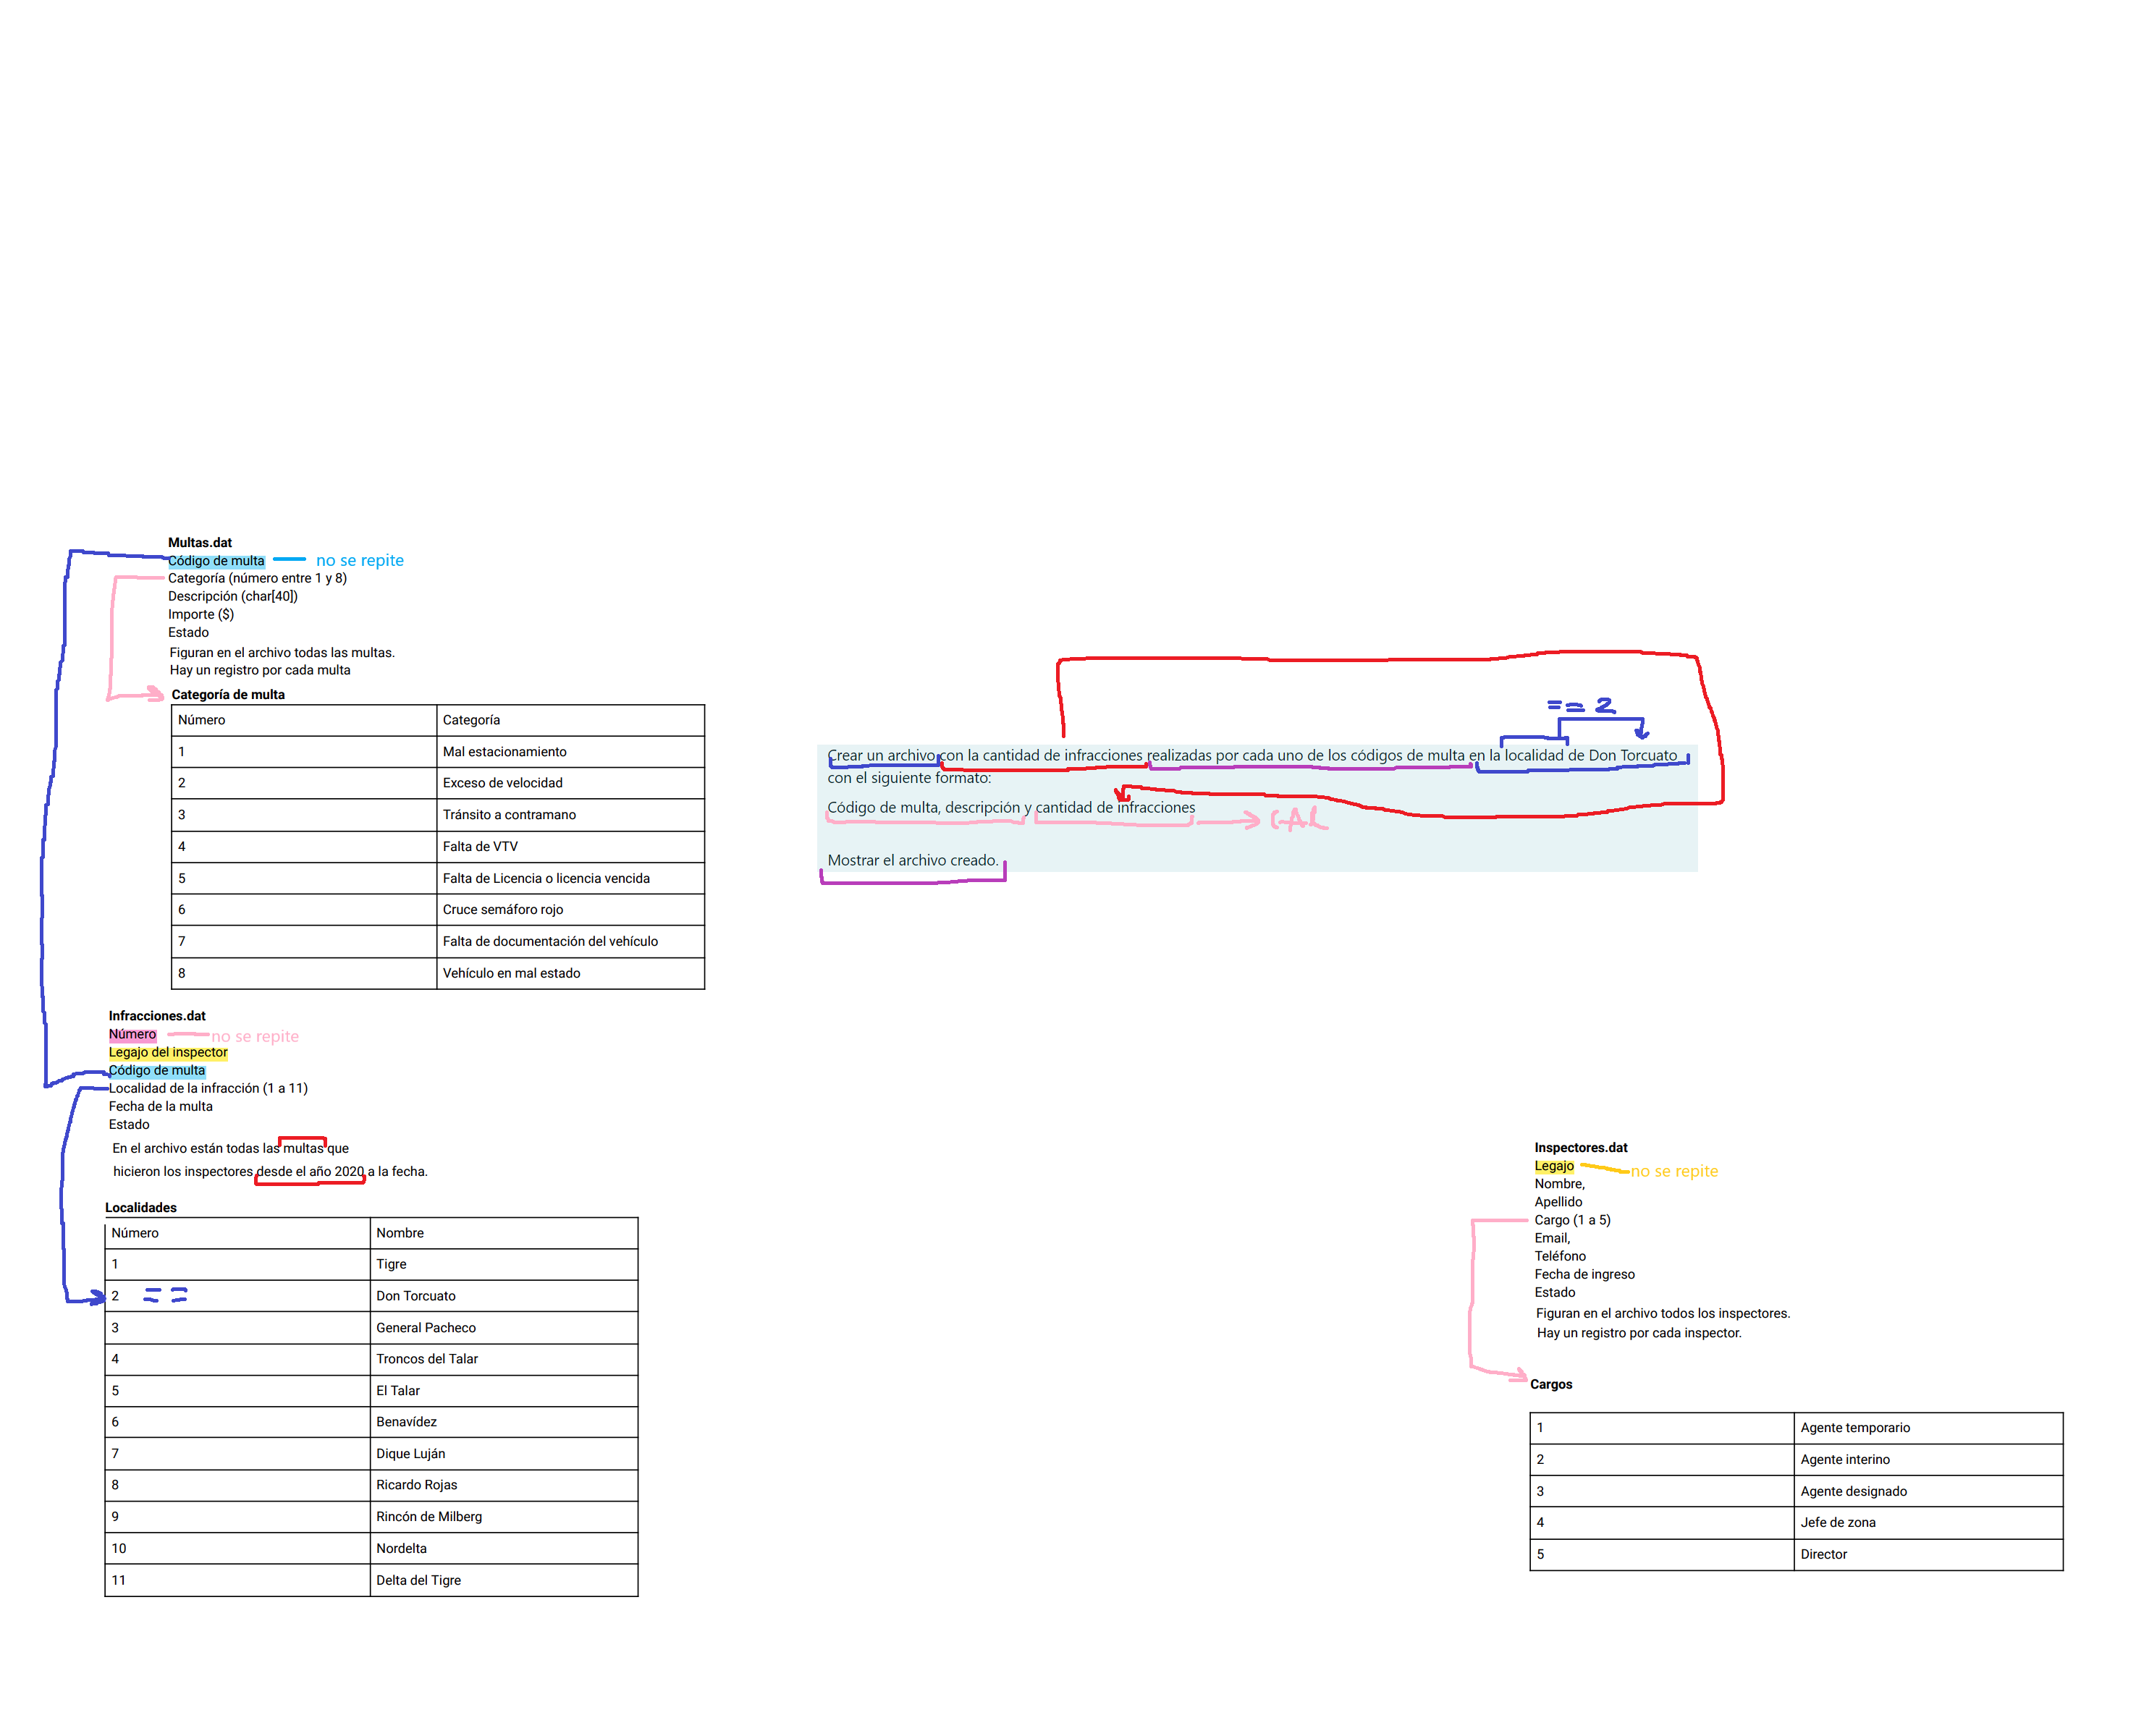 Multas.dat
Código de multa no se repite
Categoría (número entre 1 y 8)
Descripción (char[40])
Importe ($)
Estado
Figuran en el archivo todas las multas.
Hay un registro por cada multa
Categoría de multa
Número Categoría
1 Mal estacionamiento
2 Exceso de velocidad
3 Tránsito a contramano
4 Falta de VTV
5 Falta de Licencia o licencia vencida
6 Cruce semáforo rojo
7 Falta de documentación del vehículo
8 Vehículo en mal estado
Infracciones.dat
Número no se repite
Legajo del inspector
Código de multa
Localidad de la infracción (1 a 11)
Fecha de la multa
Estado
En el archivo están todas las multas que
hicieron los inspectores desde el año 2020 a la fecha.
Localidades
Número Nombre
1 Tigre
2 == Don Torcuato
3 General Pacheco
4 Troncos del Talar
5 El Talar
6 Benavídez
7 Dique Luján
8 Ricardo Rojas
9 Rincón de Milberg
10 Nordelta
11 Delta del Tigre
== 2
Crear un archivo con la cantidad de infracciones realizadas por cada uno de los códigos de multa en la localidad de Don Torcuato
con el siguiente formato:
Código de multa, descripción y cantidad de infracciones
CAL
Mostrar el archivo creado.
Inspectores.dat
Legajo no se repite
Nombre,
Apellido
Cargo (1 a 5)
Email,
Teléfono
Fecha de ingreso
Estado
Figuran en el archivo todos los inspectores.
Hay un registro por cada inspector.
Cargos
1 Agente temporario
2 Agente interino
3 Agente designado
4 Jefe de zona
5 Director